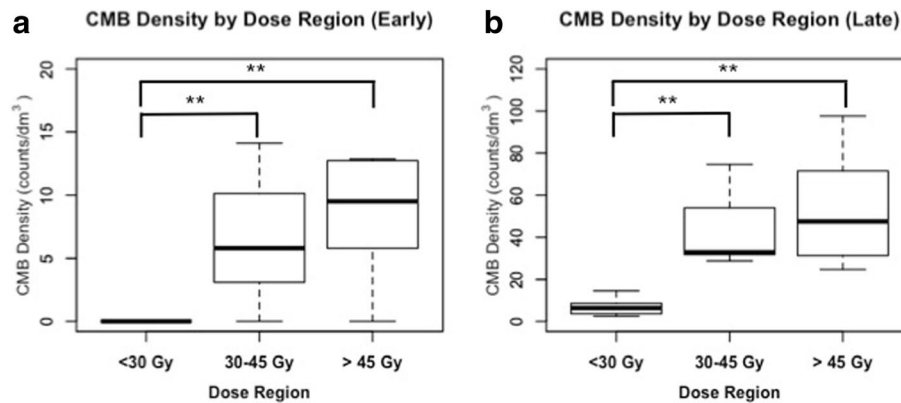 a
CMB Density by Dose Region (Early)
CMB Density (counts/dm³)
20
15
10
5
0
**
**
<30 Gy 30-45 Gy > 45 Gy
Dose Region
b
CMB Density by Dose Region (Late)
CMB Density (counts/dm³)
120
100
80
60
40
20
0
**
**
<30 Gy 30-45 Gy > 45 Gy
Dose Region